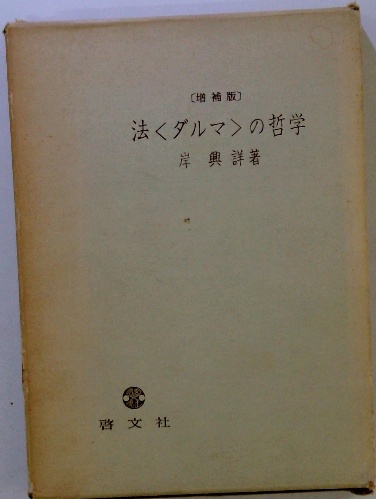 〔増補版〕
法＜ダルマ＞の哲学
岸興詳著
啓文社